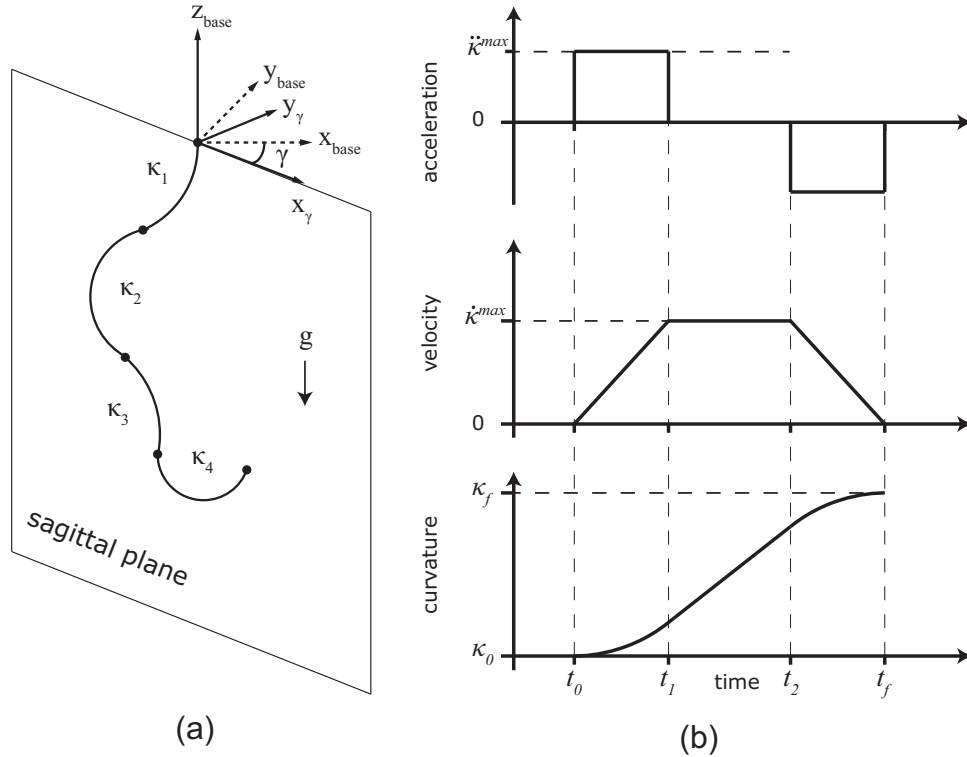 z_base
y_base
y_γ
x_base
γ
x_γ
κ_1
κ_2
κ_3
κ_4
g
sagittal plane
(a)
acceleration
κ̈^max
0
velocity
κ̇^max
0
curvature
κ_f
κ_0
t_0 t_1 time t_2 t_f
(b)